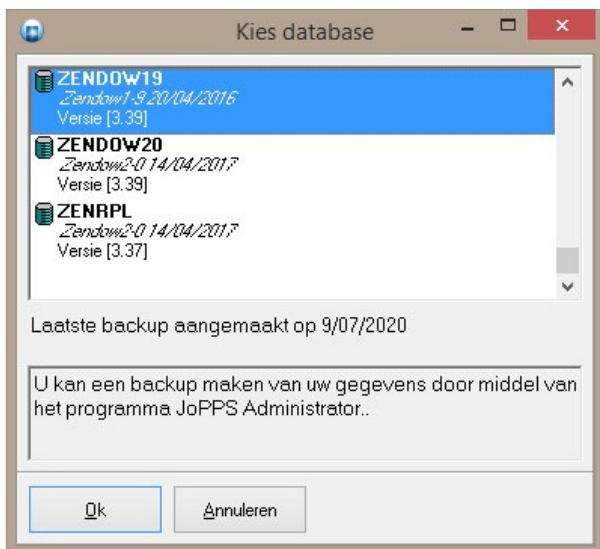 Kies database
ZENDOW19
Zendow1-9 20/04/2016
Versie [3.39]
ZENDOW20
Zendow2-0 14/04/2017
Versie [3.39]
ZENRPL
Zendow2-0 14/04/2017
Versie [3.37]
Laatste backup aangemaakt op 9/07/2020
U kan een backup maken van uw gegevens door middel van
het programma JoPPS Administrator..
Ok
Annuleren